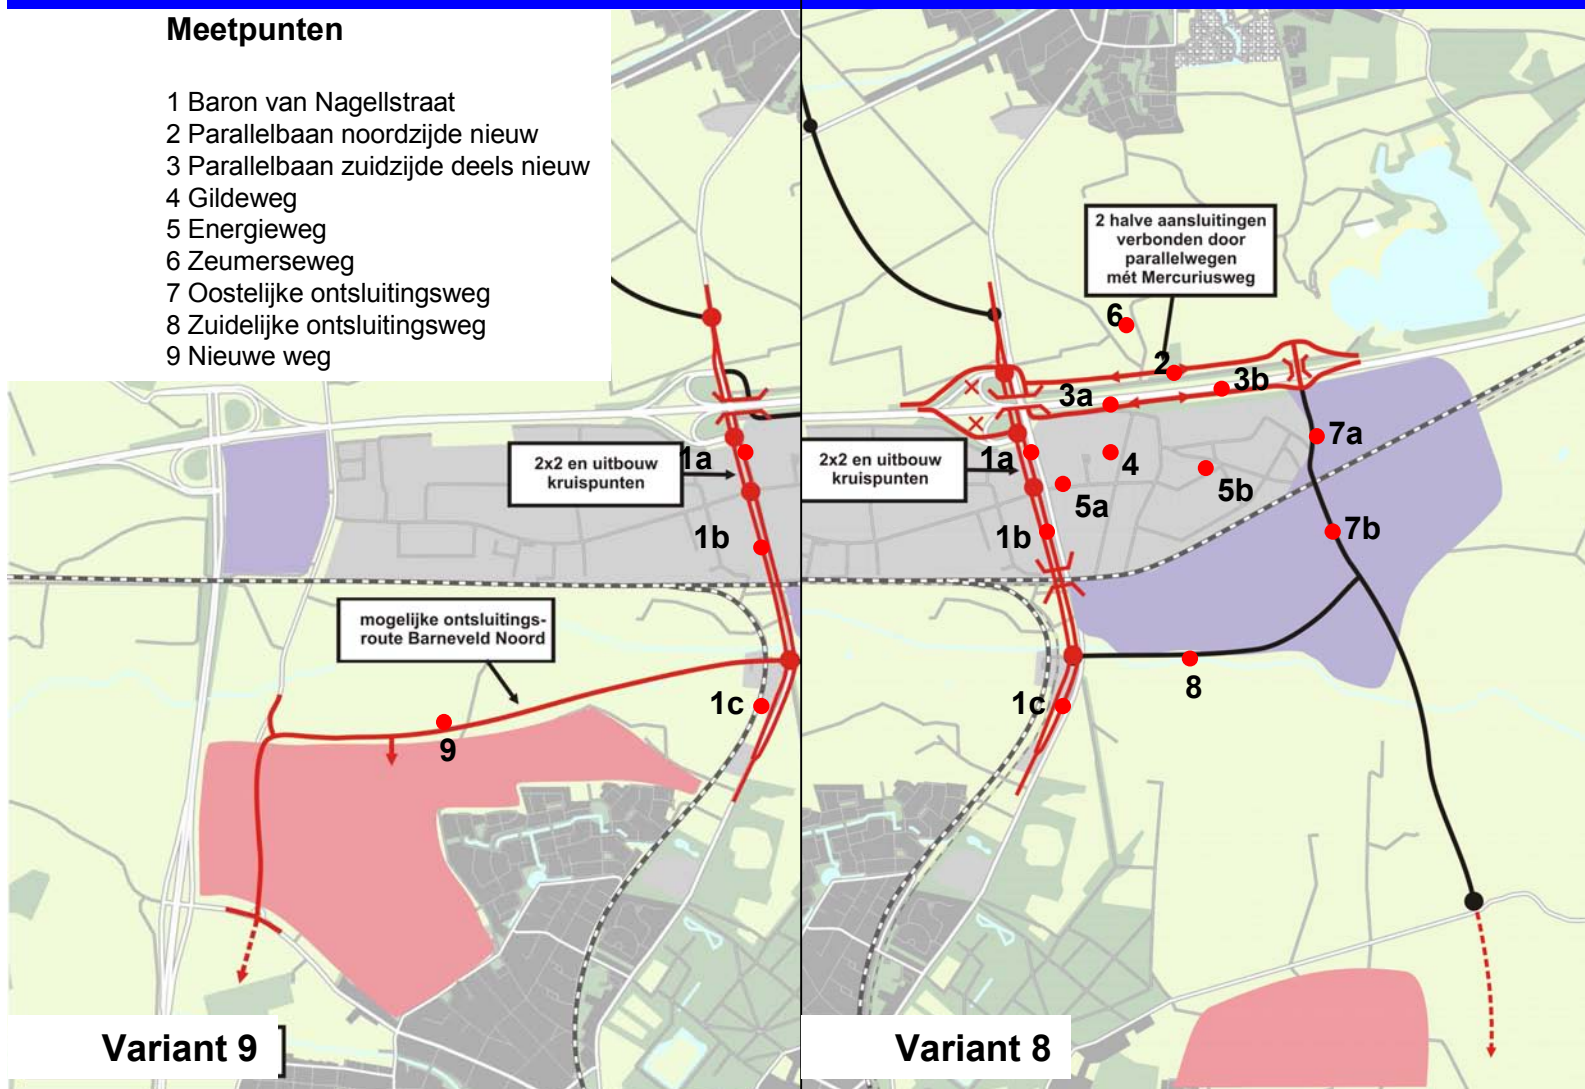 Meetpunten
1 Baron van Nagellstraat
2 Parallelbaan noordzijde nieuw
3 Parallelbaan zuidzijde deels nieuw
4 Gildeweg
5 Energieweg
6 Zeumerseweg
7 Oostelijke ontsluitingsweg
8 Zuidelijke ontsluitingsweg
9 Nieuwe weg
2x2 en uitbouw
kruispunten
1a
1b
mogelijke ontsluitings-
route Barneveld Noord
1c
9
Variant 9
2 halve aansluitingen
verbonden door
parallelwegen
mét Mercuriusweg
6
2
3a
3b
2x2 en uitbouw
kruispunten
1a
4
7a
5a
5b
1b
7b
8
1c
Variant 8